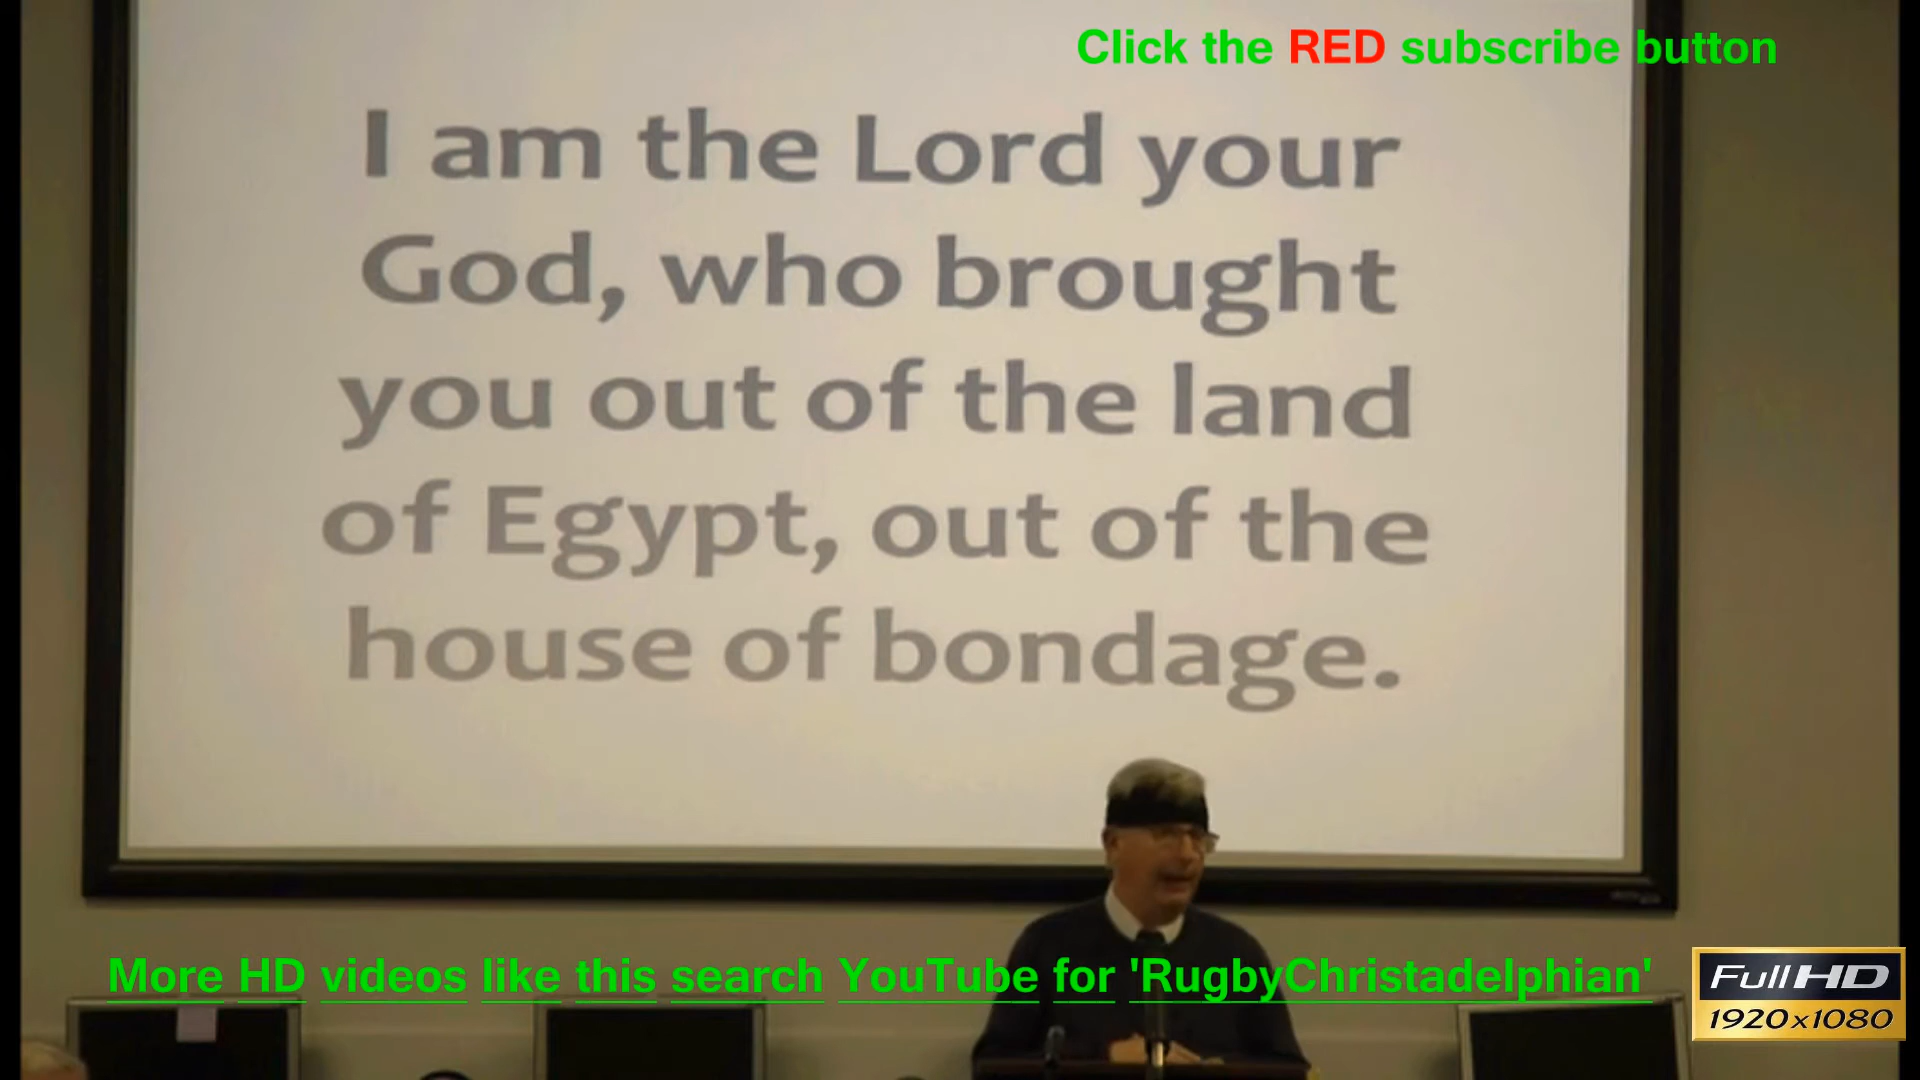 Click the RED subscribe button
I am the Lord your
God, who brought
you out of the land
of Egypt, out of the
house of bondage.
More HD videos like this search YouTube for 'RugbyChristadelphian'
Full HD
1920x1080